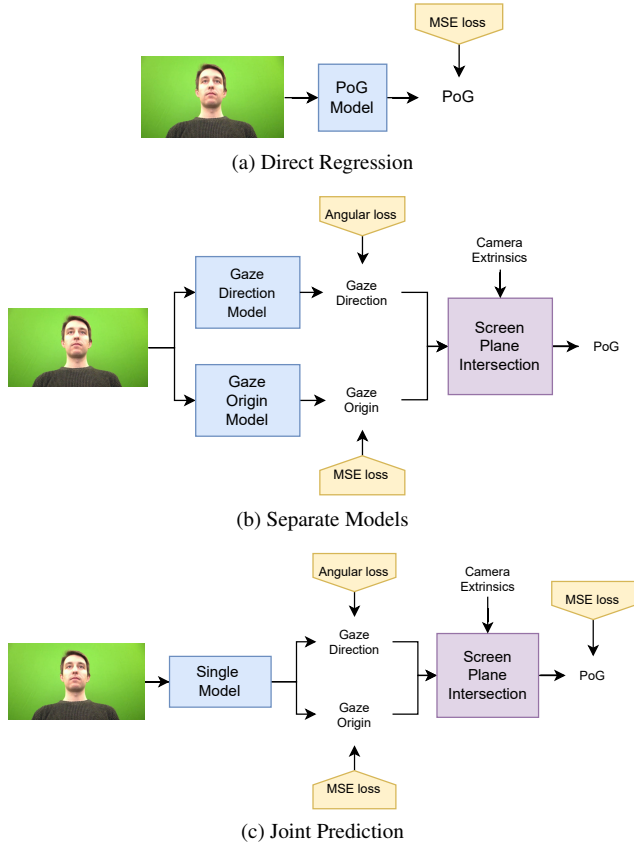 MSE loss
PoG
Model
PoG
(a) Direct Regression
Angular loss
Camera
Extrinsics
Gaze
Direction
Model
Gaze
Direction
Screen
Plane
Intersection
PoG
Gaze
Origin
Model
Gaze
Origin
MSE loss
(b) Separate Models
Angular loss
Camera
Extrinsics
MSE loss
Gaze
Direction
Single
Model
Screen
Plane
Intersection
PoG
Gaze
Origin
MSE loss
(c) Joint Prediction